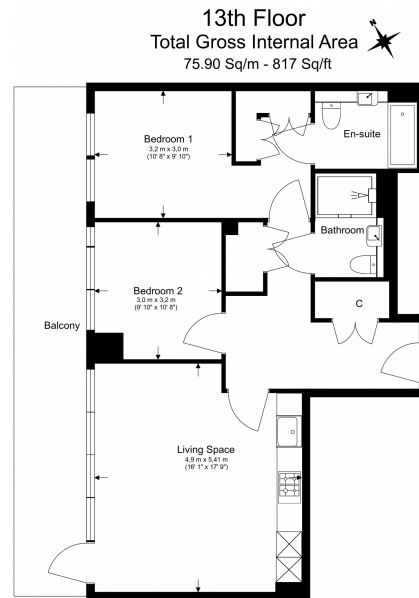 13th Floor
Total Gross Internal Area
75.90 Sq/m - 817 Sq/ft
N
Bedroom 1
3,2 m x 3,0 m
(10' 8" x 9' 10")
En-suite
Bathroom
Bedroom 2
3,0 m x 3,2 m
(9' 10" x 10' 8")
C
Balcony
Living Space
4,9 m x 5,41 m
(16' 1" x 17' 9")